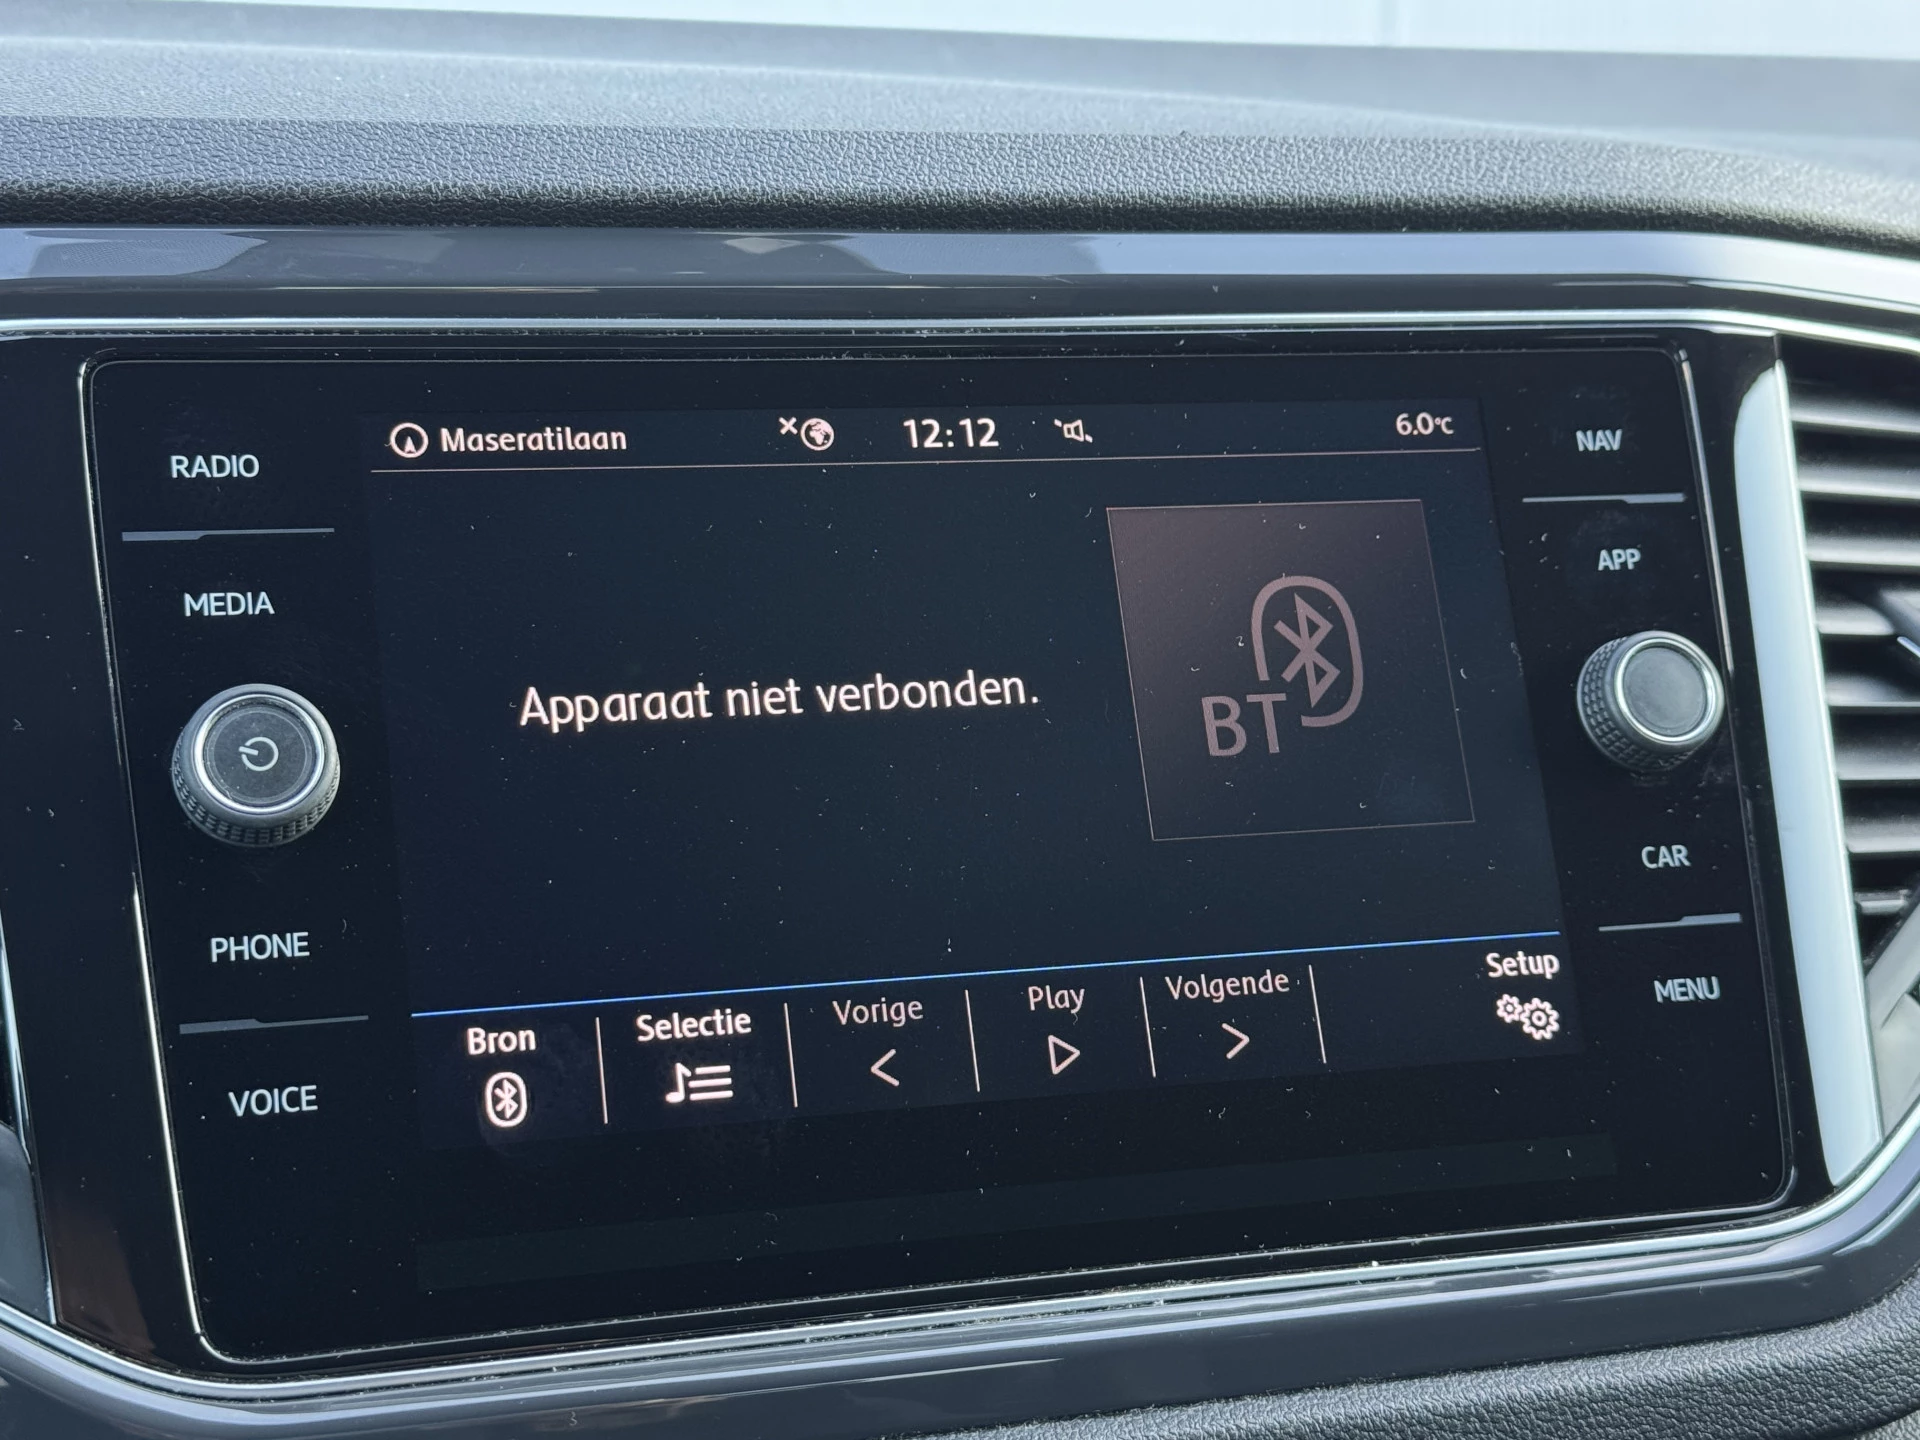 Maseratilaan 12:12 6.0°C
RADIO
MEDIA
PHONE
VOICE
Apparaat niet verbonden.
BT
Bron
Selectie
Vorige
Play
Volgende
Setup
NAV
APP
CAR
MENU